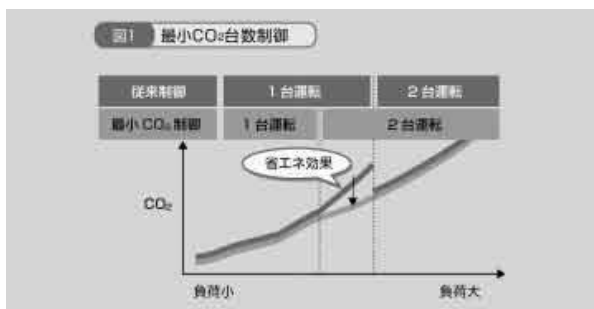 図1 最小CO₂台数制御
従来制御 1台運転 2台運転
最小CO₂制御 1台運転 2台運転
省エネ効果
CO₂
負荷小 負荷大